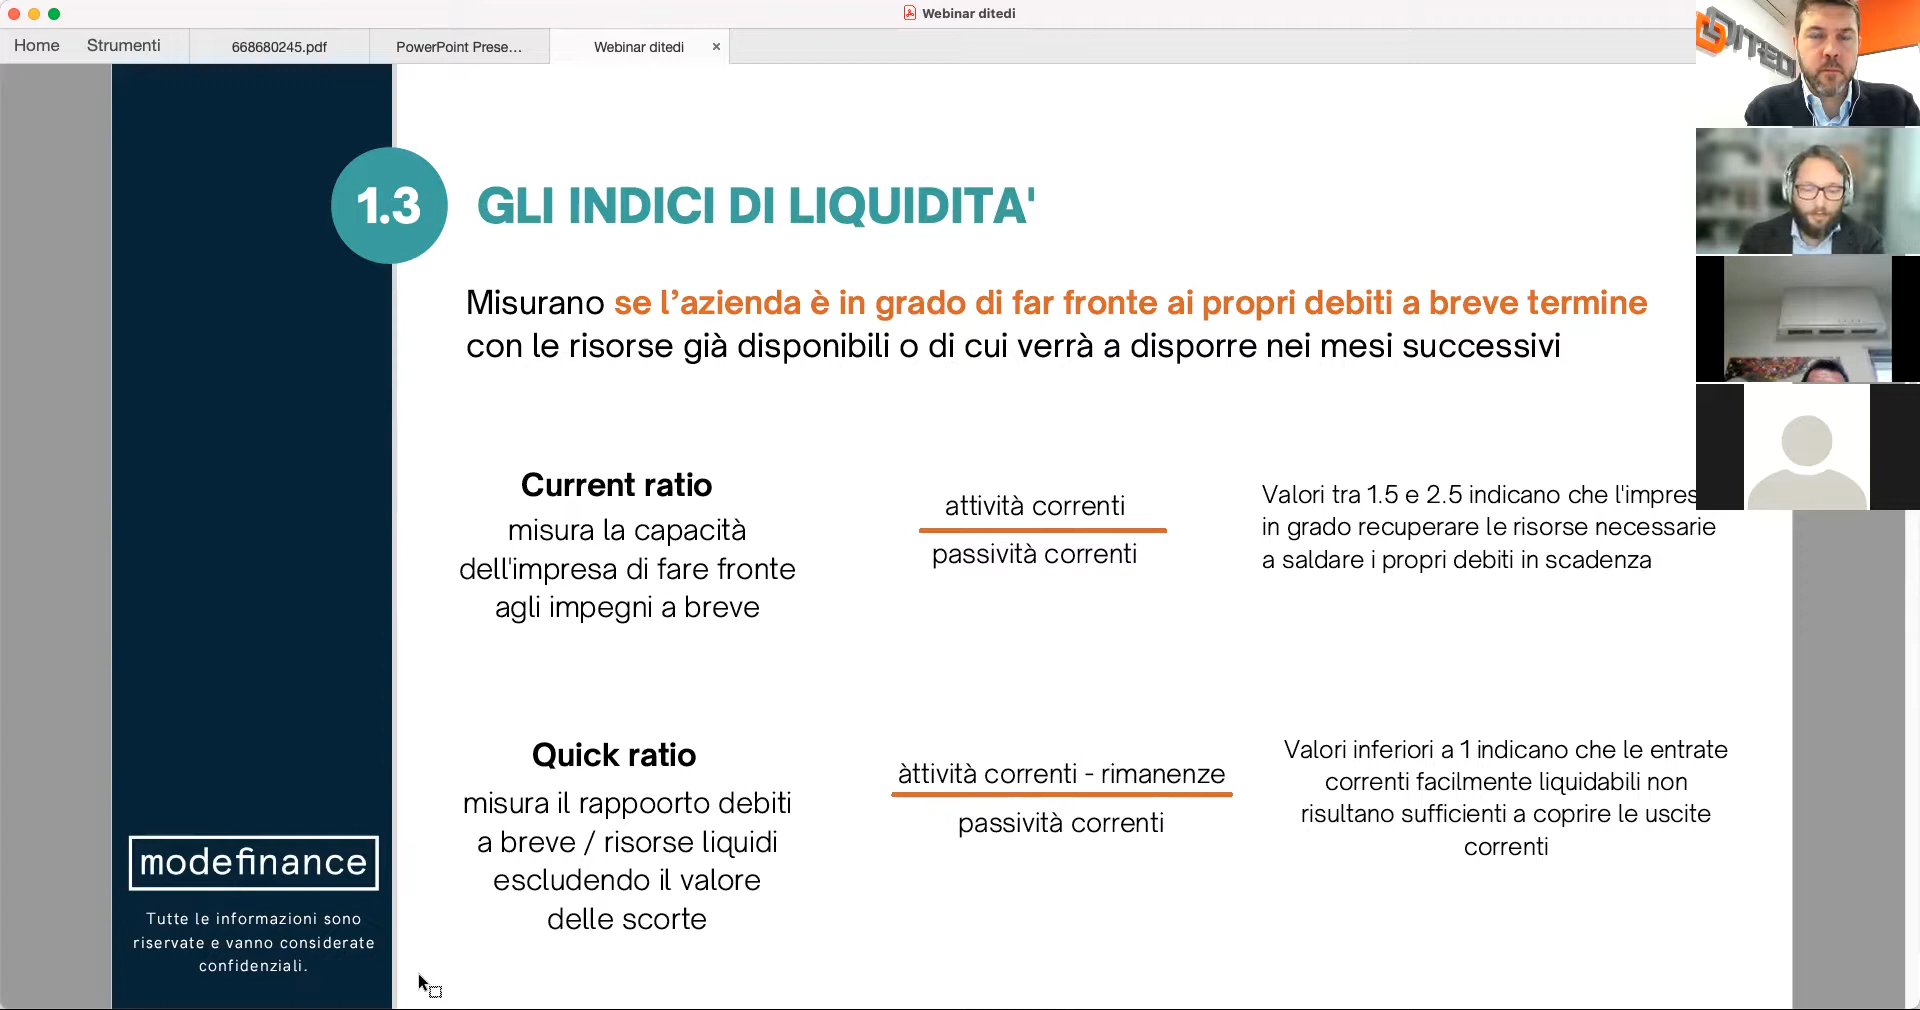 Webinar ditedi
Home
Strumenti
668680245.pdf
PowerPoint Prese...
Webinar ditedi
×
DITEDI
1.3
GLI INDICI DI LIQUIDITA'
Misurano se l’azienda è in grado di far fronte ai propri debiti a breve termine
con le risorse già disponibili o di cui verrà a disporre nei mesi successivi
Current ratio
misura la capacità
dell'impresa di fare fronte
agli impegni a breve
attività correnti
passività correnti
Valori tra 1.5 e 2.5 indicano che l'impres
in grado recuperare le risorse necessarie
a saldare i propri debiti in scadenza
Quick ratio
misura il rappoorto debiti
a breve / risorse liquidi
escludendo il valore
delle scorte
àttività correnti - rimanenze
passività correnti
Valori inferiori a 1 indicano che le entrate
correnti facilmente liquidabili non
risultano sufficienti a coprire le uscite
correnti
modefinance
Tutte le informazioni sono
riservate e vanno considerate
confidenziali.